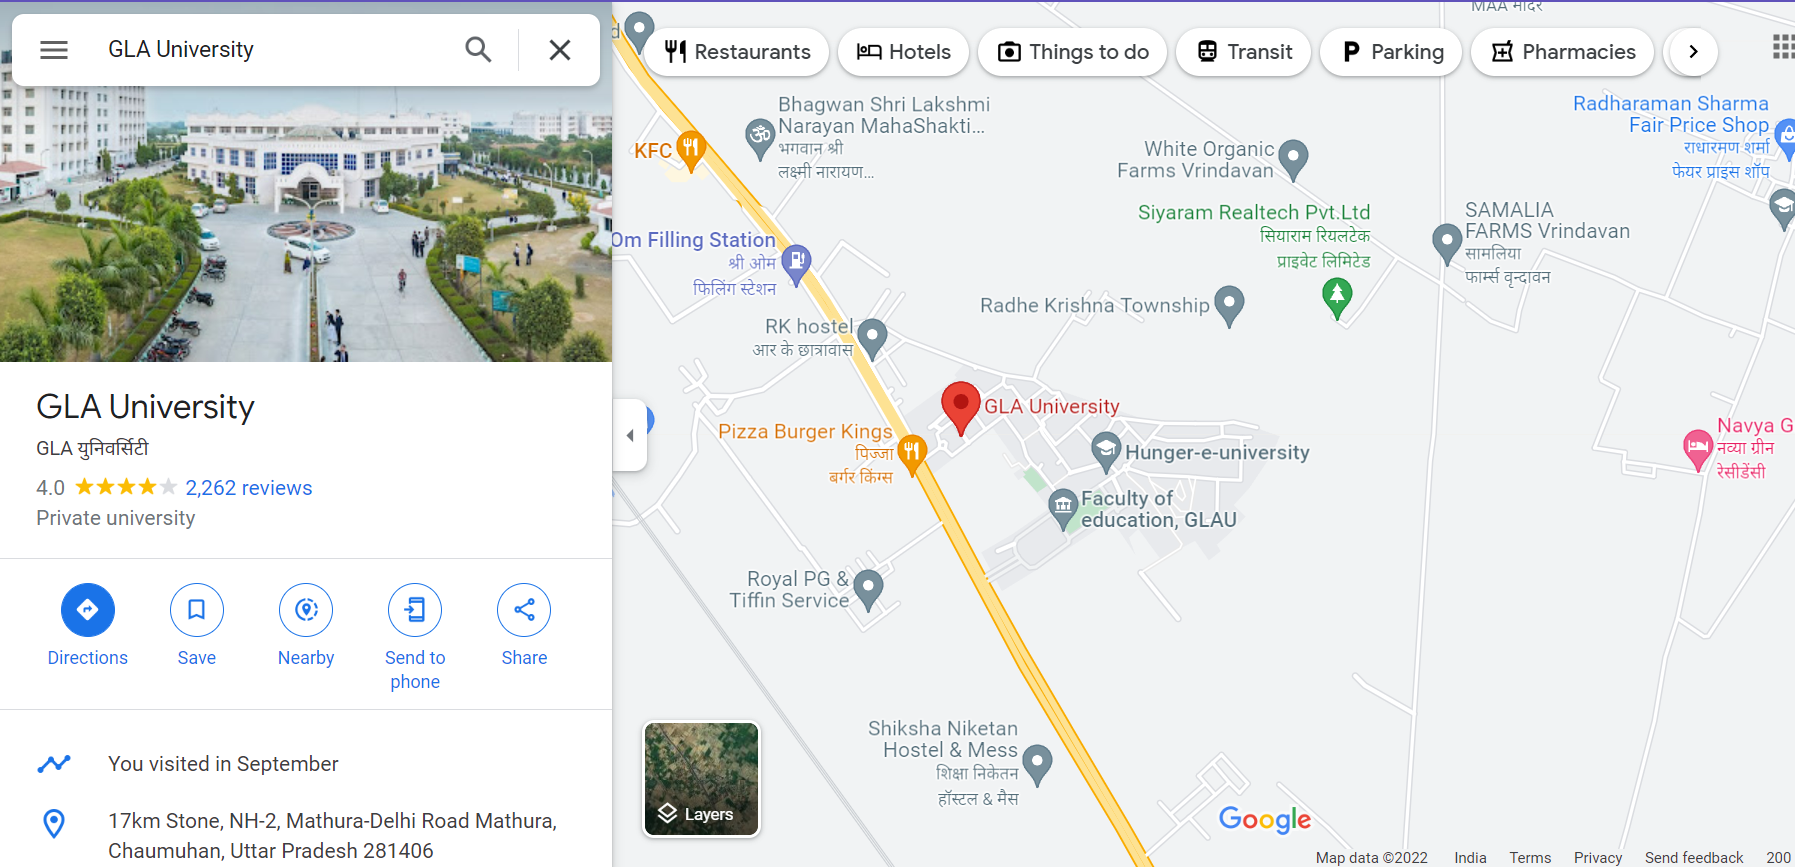 GLA University
GLA University
GLA युनिवर्सिटी
4.0
2,262 reviews
Private university
Directions
Save
Nearby
Send to
phone
Share
You visited in September
17km Stone, NH-2, Mathura-Delhi Road Mathura,
Chaumuhan, Uttar Pradesh 281406
Restaurants
Hotels
Things to do
Transit
Parking
Pharmacies
Bhagwan Shri Lakshmi
Narayan MahaShakti...
भगवान श्री
लक्ष्मी नारायण...
KFC
White Organic
Farms Vrindavan
Radharaman Sharma
Fair Price Shop
राधारमण शर्मा
फेयर प्राइस शॉप
Siyaram Realtech Pvt.Ltd
सियाराम रियलटेक
प्राइवेट लिमिटेड
SAMALIA
FARMS Vrindavan
सामलिया
फार्म्स वृन्दावन
Om Filling Station
श्री ओम
फिलिंग स्टेशन
Radhe Krishna Township
RK hostel
आर के छात्रावास
GLA University
Pizza Burger Kings
पिज्जा
बर्गर किंग्स
Hunger-e-university
Faculty of
education, GLAU
Navya G
नव्या ग्रीन
रेसीडेंसी
Royal PG &
Tiffin Service
Shiksha Niketan
Hostel & Mess
शिक्षा निकेतन
हॉस्टल & मैस
Layers
Google
Map data ©2022
India
Terms
Privacy
Send feedback
200